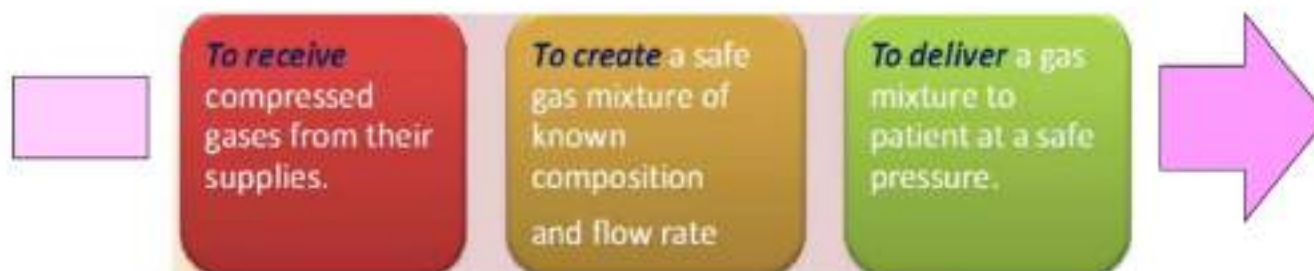 To receive
compressed
gases from their
supplies.
To create a safe
gas mixture of
known
composition
and flow rate
To deliver a gas
mixture to
patient at a safe
pressure.